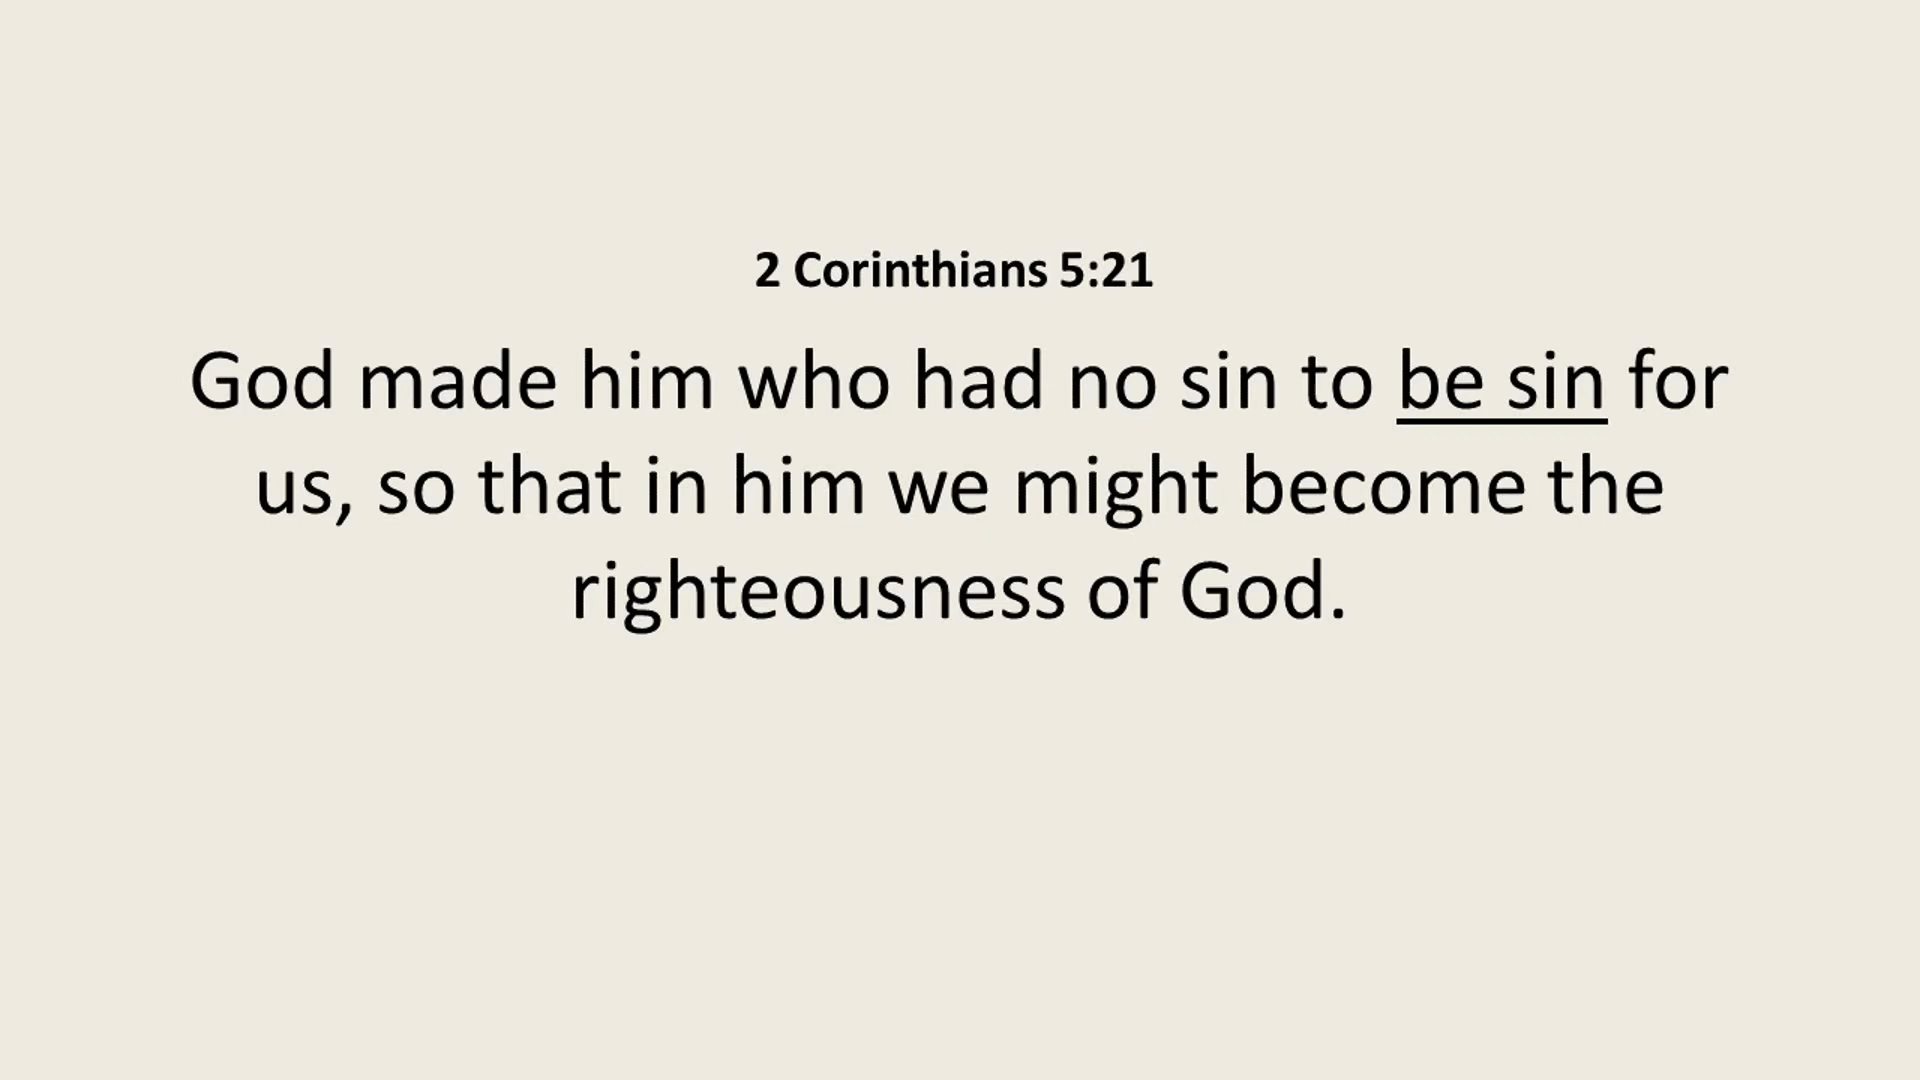 2 Corinthians 5:21
God made him who had no sin to be sin for
us, so that in him we might become the
righteousness of God.